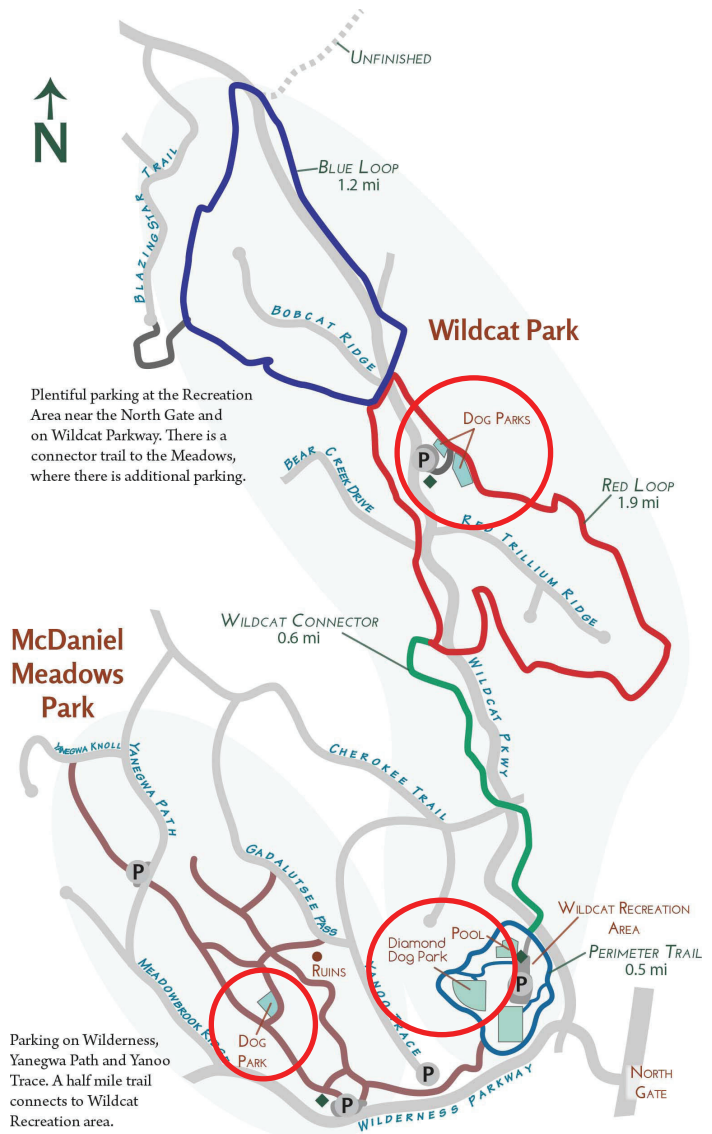 UNFINISHED
N
BLAZING STAR TRAIL
BLUE LOOP
1.2 mi
BOBCAT RIDGE
Wildcat Park
Plentiful parking at the Recreation
Area near the North Gate and
on Wildcat Parkway. There is a
connector trail to the Meadows,
where there is additional parking.
DOG PARKS
P
BEAR CREEK DRIVE
RED LOOP
1.9 mi
RED TRILLIUM RIDGE
WILDCAT CONNECTOR
0.6 mi
McDaniel
Meadows
Park
WILDCAT PKWY
YANEGWA KNOLL
YANEGWA PATH
CHEROKEE TRAIL
GADALUTSEE PASS
P
WILDCAT RECREATION
AREA
POOL
DIAMOND
DOG PARK
PERIMETER TRAIL
0.5 mi
RUINS
P
MEADOWBROOK RIDGE
YANOO TRACE
DOG
PARK
Parking on Wilderness,
Yanegwa Path and Yanoo
Trace. A half mile trail
connects to Wildcat
Recreation area.
P
P
NORTH
GATE
WILDERNESS PARKWAY